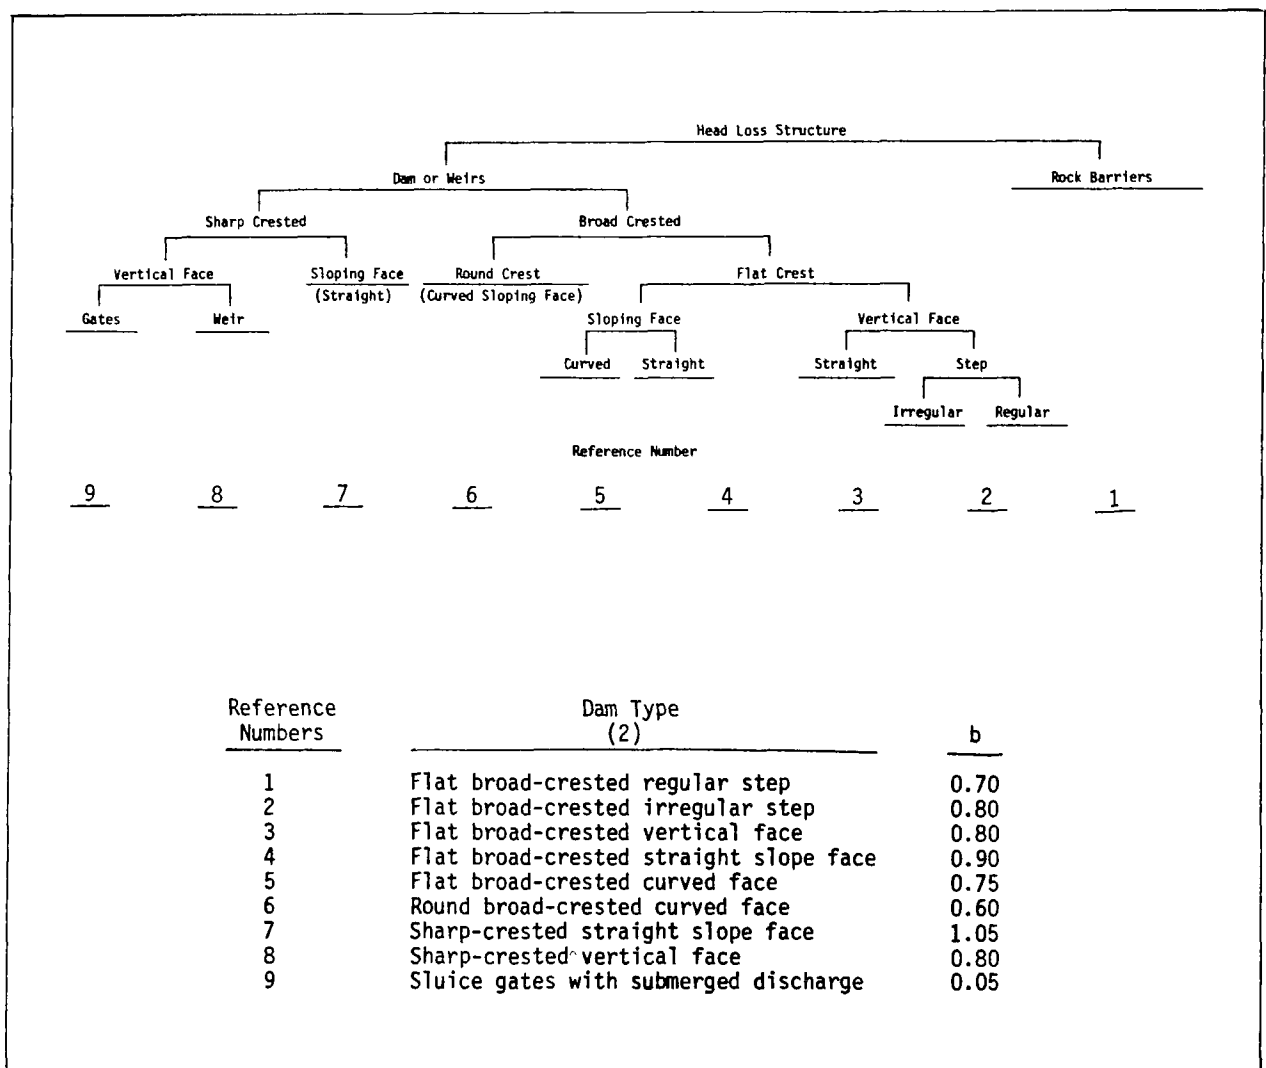 Head Loss Structure
Dam or Weirs
Rock Barriers
Sharp Crested
Broad Crested
Vertical Face
Sloping Face
(Straight)
Round Crest
(Curved Sloping Face)
Flat Crest
Gates
Weir
Sloping Face
Vertical Face
Curved
Straight
Straight
Step
Irregular
Regular
Reference Number
9 8 7 6 5 4 3 2 1
Reference Numbers Dam Type (2) b
1 Flat broad-crested regular step 0.70
2 Flat broad-crested irregular step 0.80
3 Flat broad-crested vertical face 0.80
4 Flat broad-crested straight slope face 0.90
5 Flat broad-crested curved face 0.75
6 Round broad-crested curved face 0.60
7 Sharp-crested straight slope face 1.05
8 Sharp-crested vertical face 0.80
9 Sluice gates with submerged discharge 0.05